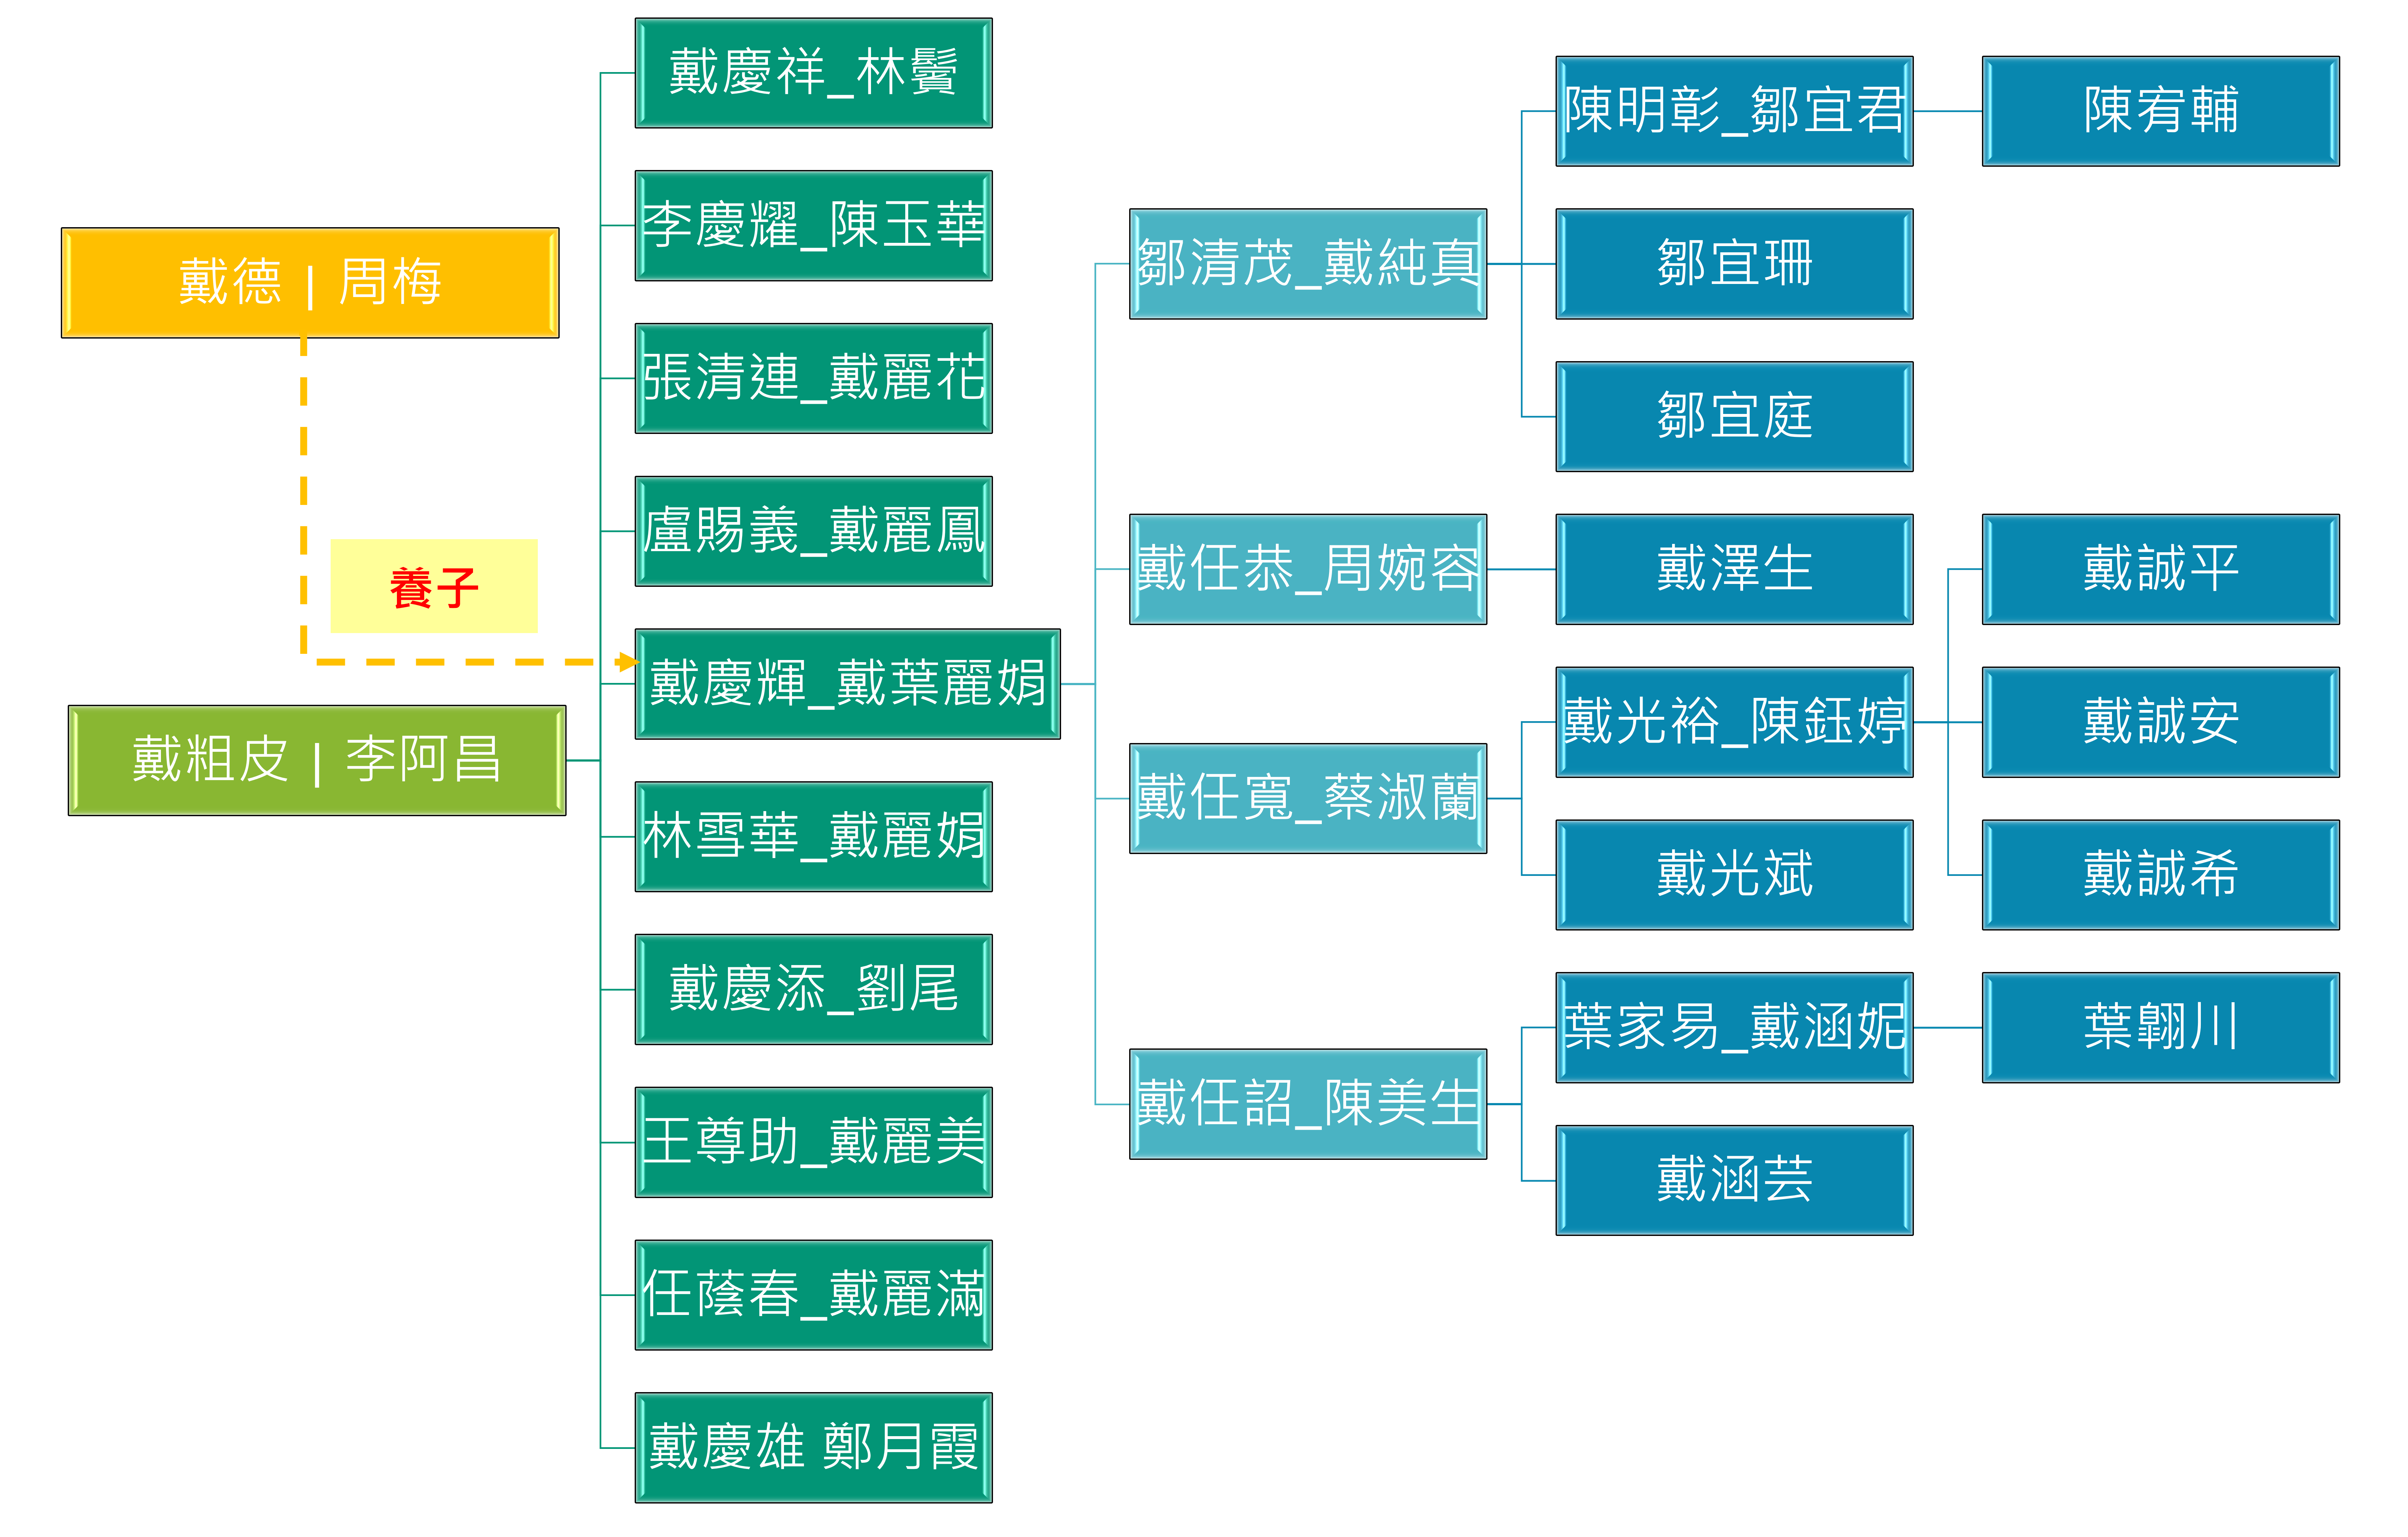 戴德 | 周梅
養子
戴粗皮 | 李阿昌
戴慶祥_林鬢
李慶耀_陳玉華
張清連_戴麗花
盧賜義_戴麗鳳
戴慶輝_戴葉麗娟
林雪華_戴麗娟
戴慶添_劉尾
王尊助_戴麗美
任蔭春_戴麗滿
戴慶雄 鄭月霞
鄒清茂_戴純真
戴任恭_周婉容
戴任寬_蔡淑蘭
戴任詔_陳美生
陳明彰_鄒宜君
鄒宜珊
鄒宜庭
戴澤生
戴光裕_陳鈺婷
戴光斌
葉家易_戴涵妮
戴涵芸
陳宥輔
戴誠平
戴誠安
戴誠希
葉翺川